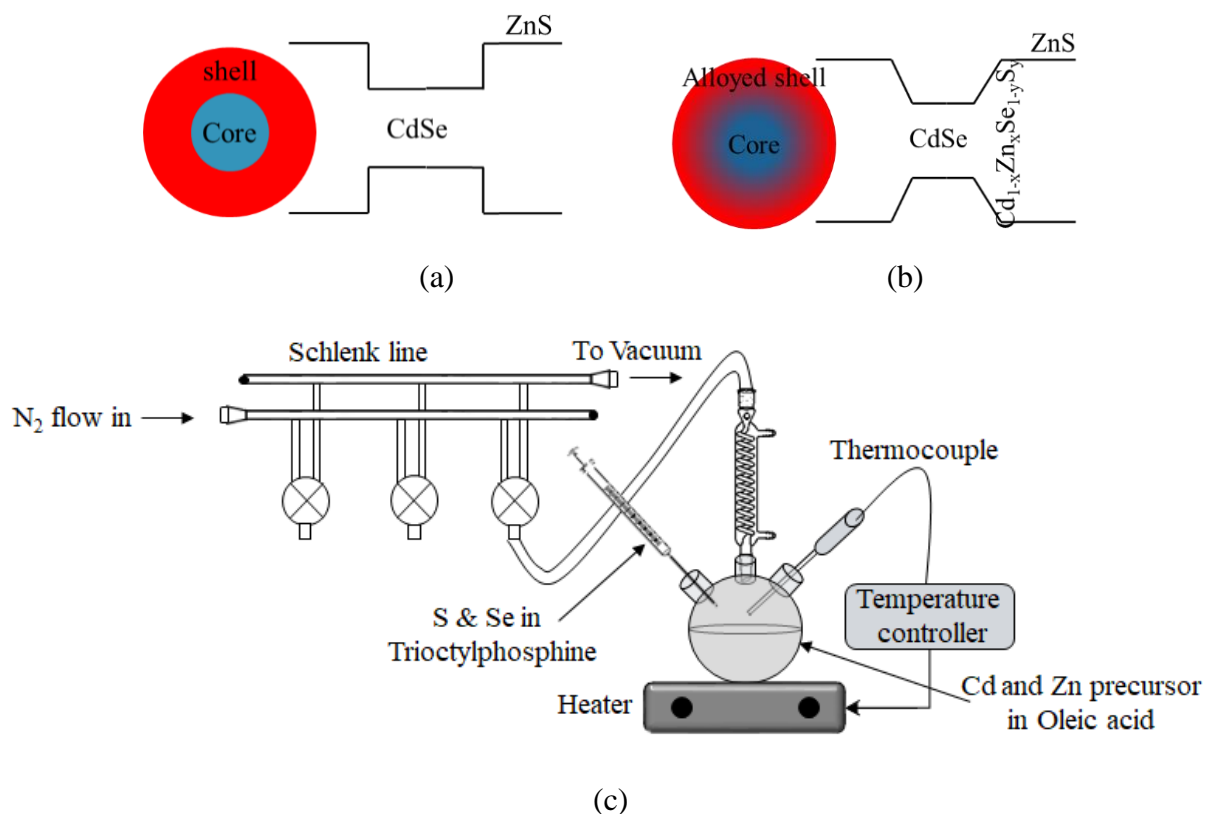 ZnS
shell
Core
CdSe
(a)
ZnS
Alloyed shell
Core
CdSe
Cd₁₋ₓZnₓSe₁₋ᵧSᵧ
(b)
Schlenk line
To Vacuum
N₂ flow in
Thermocouple
S & Se in
Trioctylphosphine
Temperature
controller
Heater
Cd and Zn precursor
in Oleic acid
(c)